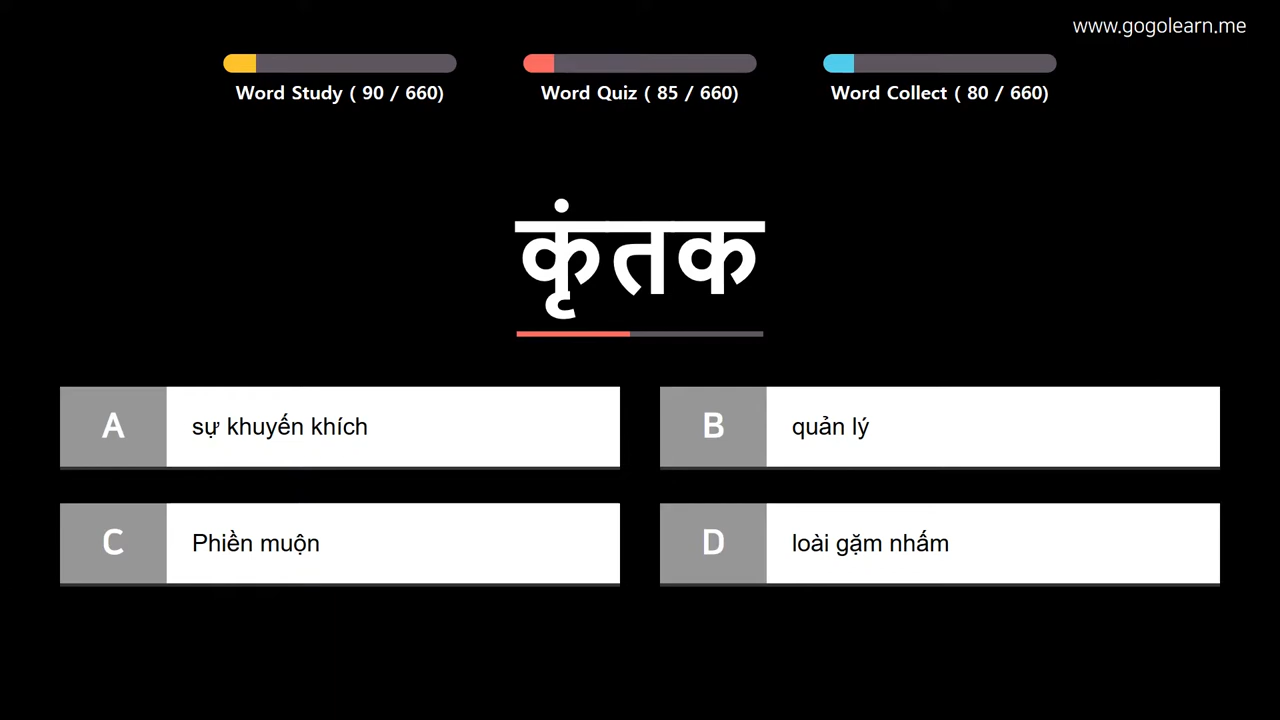 www.gogolearn.me
Word Study ( 90 / 660)
Word Quiz ( 85 / 660)
Word Collect ( 80 / 660)
कृंतक
A
sự khuyến khích
B
quản lý
C
Phiền muộn
D
loài gặm nhấm